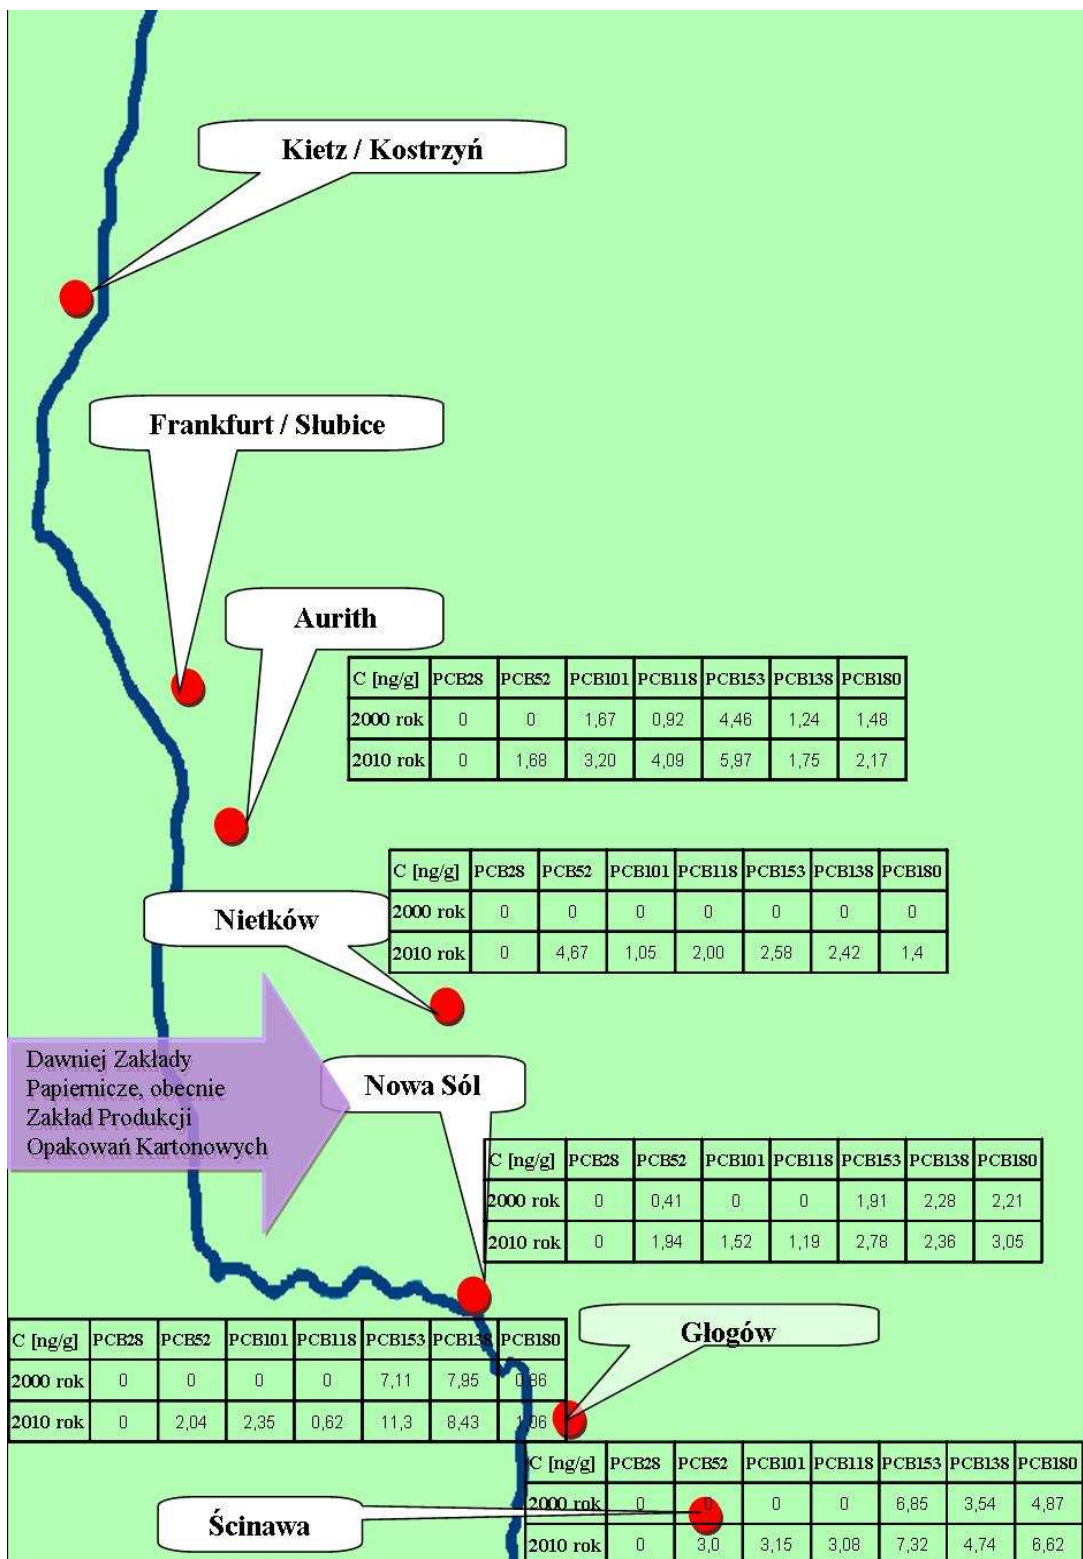 Kietz / Kostrzyń
Frankfurt / Słubice
Aurith
C [ng/g] PCB28 PCB52 PCB101 PCB118 PCB153 PCB138 PCB180
2000 rok 0 0 1,67 0,92 4,46 1,24 1,48
2010 rok 0 1,68 3,20 4,09 5,97 1,75 2,17
C [ng/g] PCB28 PCB52 PCB101 PCB118 PCB153 PCB138 PCB180
2000 rok 0 0 0 0 0 0 0
2010 rok 0 4,67 1,05 2,00 2,58 2,42 1,4
Nietków
Dawniej Zakłady
Papiernicze, obecnie
Zakład Produkcji
Opakowań Kartonowych
Nowa Sól
C [ng/g] PCB28 PCB52 PCB101 PCB118 PCB153 PCB138 PCB180
2000 rok 0 0,41 0 0 1,91 2,28 2,21
2010 rok 0 1,94 1,52 1,19 2,78 2,36 3,05
Głogów
C [ng/g] PCB28 PCB52 PCB101 PCB118 PCB153 PCB138 PCB180
2000 rok 0 0 0 0 7,11 7,95 0,86
2010 rok 0 2,04 2,35 0,62 11,3 8,43 1,06
C [ng/g] PCB28 PCB52 PCB101 PCB118 PCB153 PCB138 PCB180
2000 rok 0 0 0 0 6,85 3,54 4,87
2010 rok 0 3,0 3,15 3,08 7,32 4,74 6,62
Ścinawa